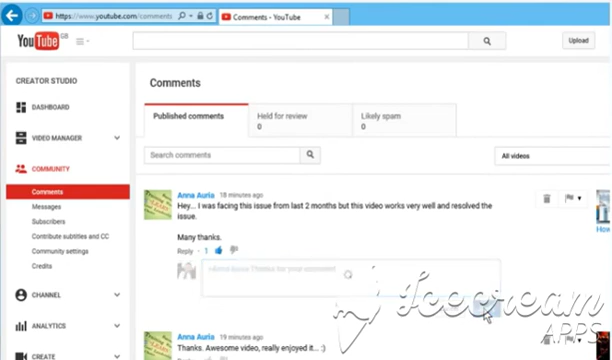 https://www.youtube.com/comments
Comments - YouTube
YouTube GB
Upload
CREATOR STUDIO
DASHBOARD
VIDEO MANAGER
COMMUNITY
Comments
Messages
Subscribers
Contribute subtitles and CC
Community settings
Credits
CHANNEL
ANALYTICS
CREATE
Comments
Published comments
Held for review
0
Likely spam
0
Search comments
All videos
Anna Auria 18 minutes ago
Hey... I was facing this issue from last 2 months but this video works very well and resolved the
issue.
Many thanks.
Reply · 1
+Anna Auria Thanks for your comment
How
Anna Auria 19 minutes ago
Thanks. Awesome video, really enjoyed it... :)
Icecream
APPS